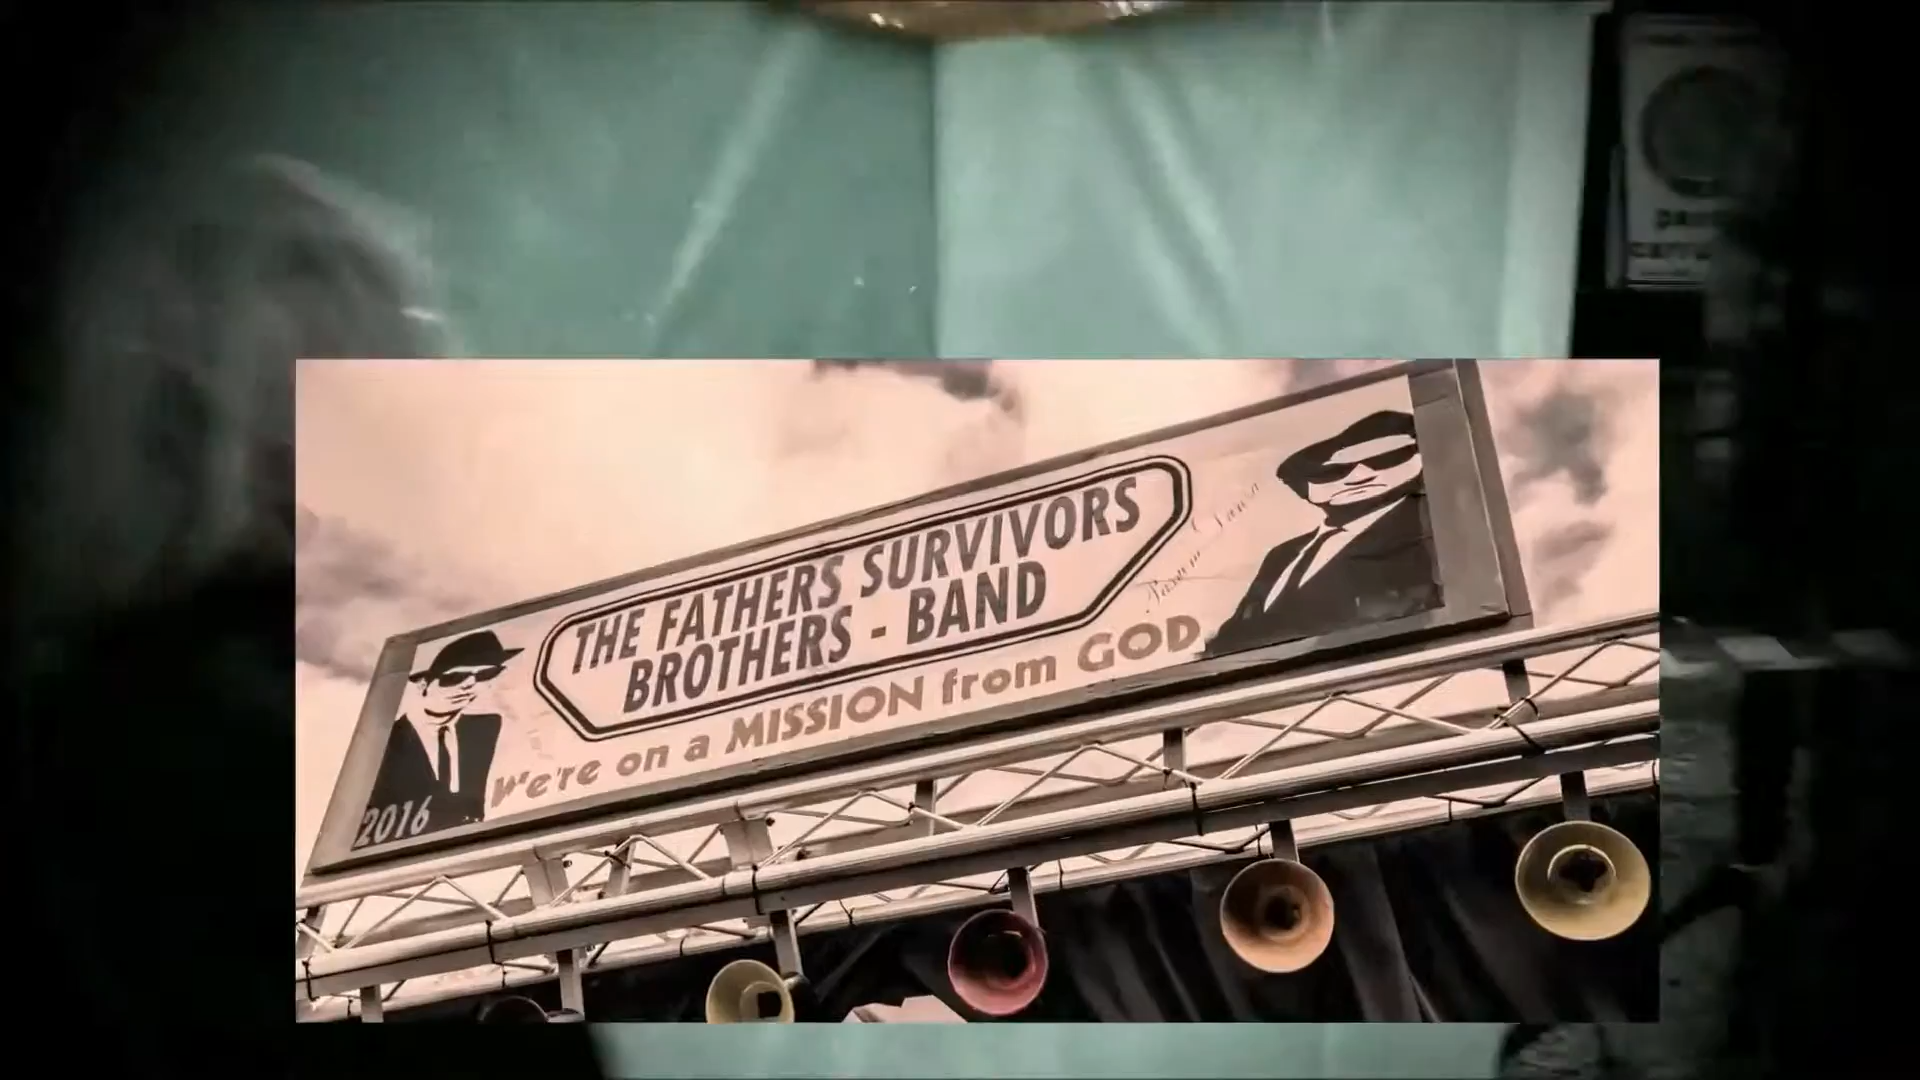 THE FATHERS SURVIVORS
BROTHERS - BAND
We're on a MISSION from GOD
2016